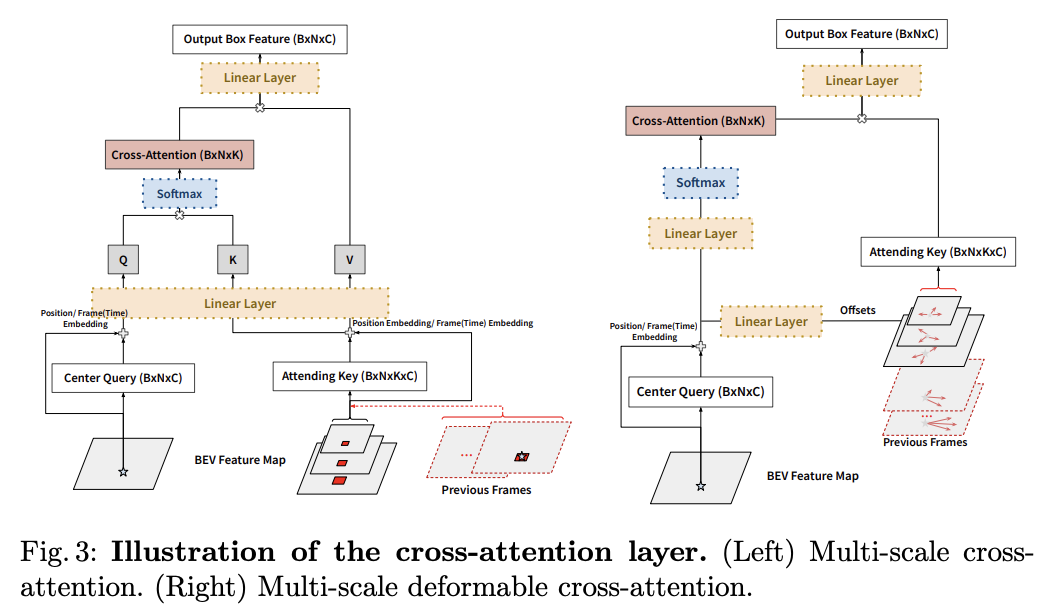 Output Box Feature (BxNxC)
Linear Layer
Cross-Attention (BxNxK)
Softmax
Q
K
V
Linear Layer
Position/ Frame(Time)
Embedding
Position Embedding/ Frame(Time) Embedding
Center Query (BxNxC)
Attending Key (BxNxKxC)
BEV Feature Map
...
Previous Frames
Output Box Feature (BxNxC)
Linear Layer
Cross-Attention (BxNxK)
Softmax
Linear Layer
Attending Key (BxNxKxC)
Linear Layer
Offsets
Position/ Frame(Time)
Embedding
Center Query (BxNxC)
...
Previous Frames
BEV Feature Map
Fig. 3: Illustration of the cross-attention layer. (Left) Multi-scale cross-
attention. (Right) Multi-scale deformable cross-attention.